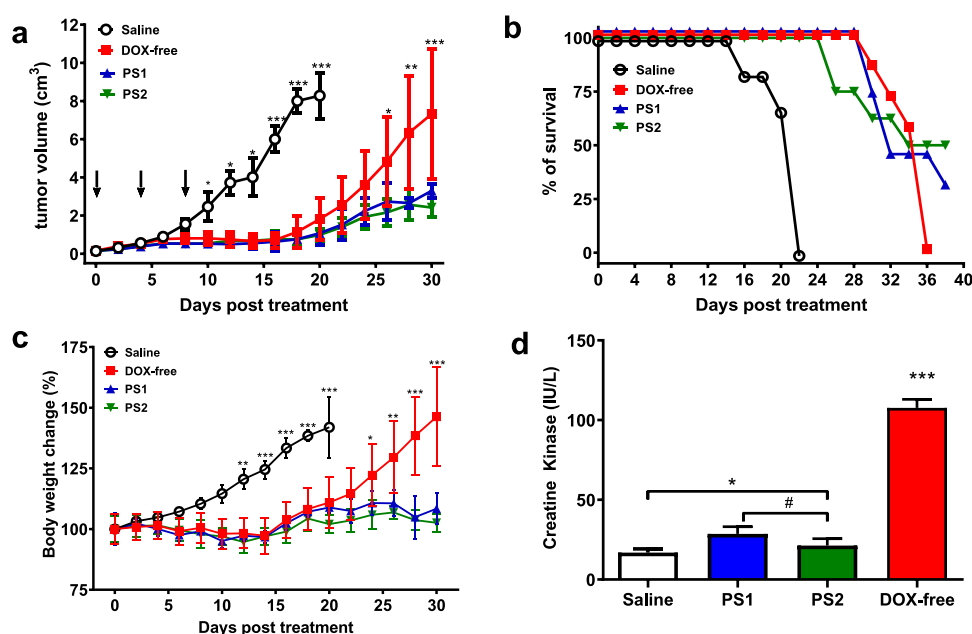 a
tumor volume (cm3)
12
10
8
6
4
2
0
Saline
DOX-free
PS1
PS2
*
*
*
***
***
***
*
**
***
0
5
10
15
20
25
30
Days post treatment
b
% of survival
100
75
50
25
0
Saline
DOX-free
PS1
PS2
0 4 8 12 16 20 24 28 32 36 40
Days post treatment
c
Body weight change (%)
175
150
125
100
75
Saline
DOX-free
PS1
PS2
**
***
***
***
***
*
**
***
***
0 5 10 15 20 25 30
Days post treatment
d
Creatine Kinase (IU/L)
150
100
50
0
***
*
#
Saline PS1 PS2 DOX-free